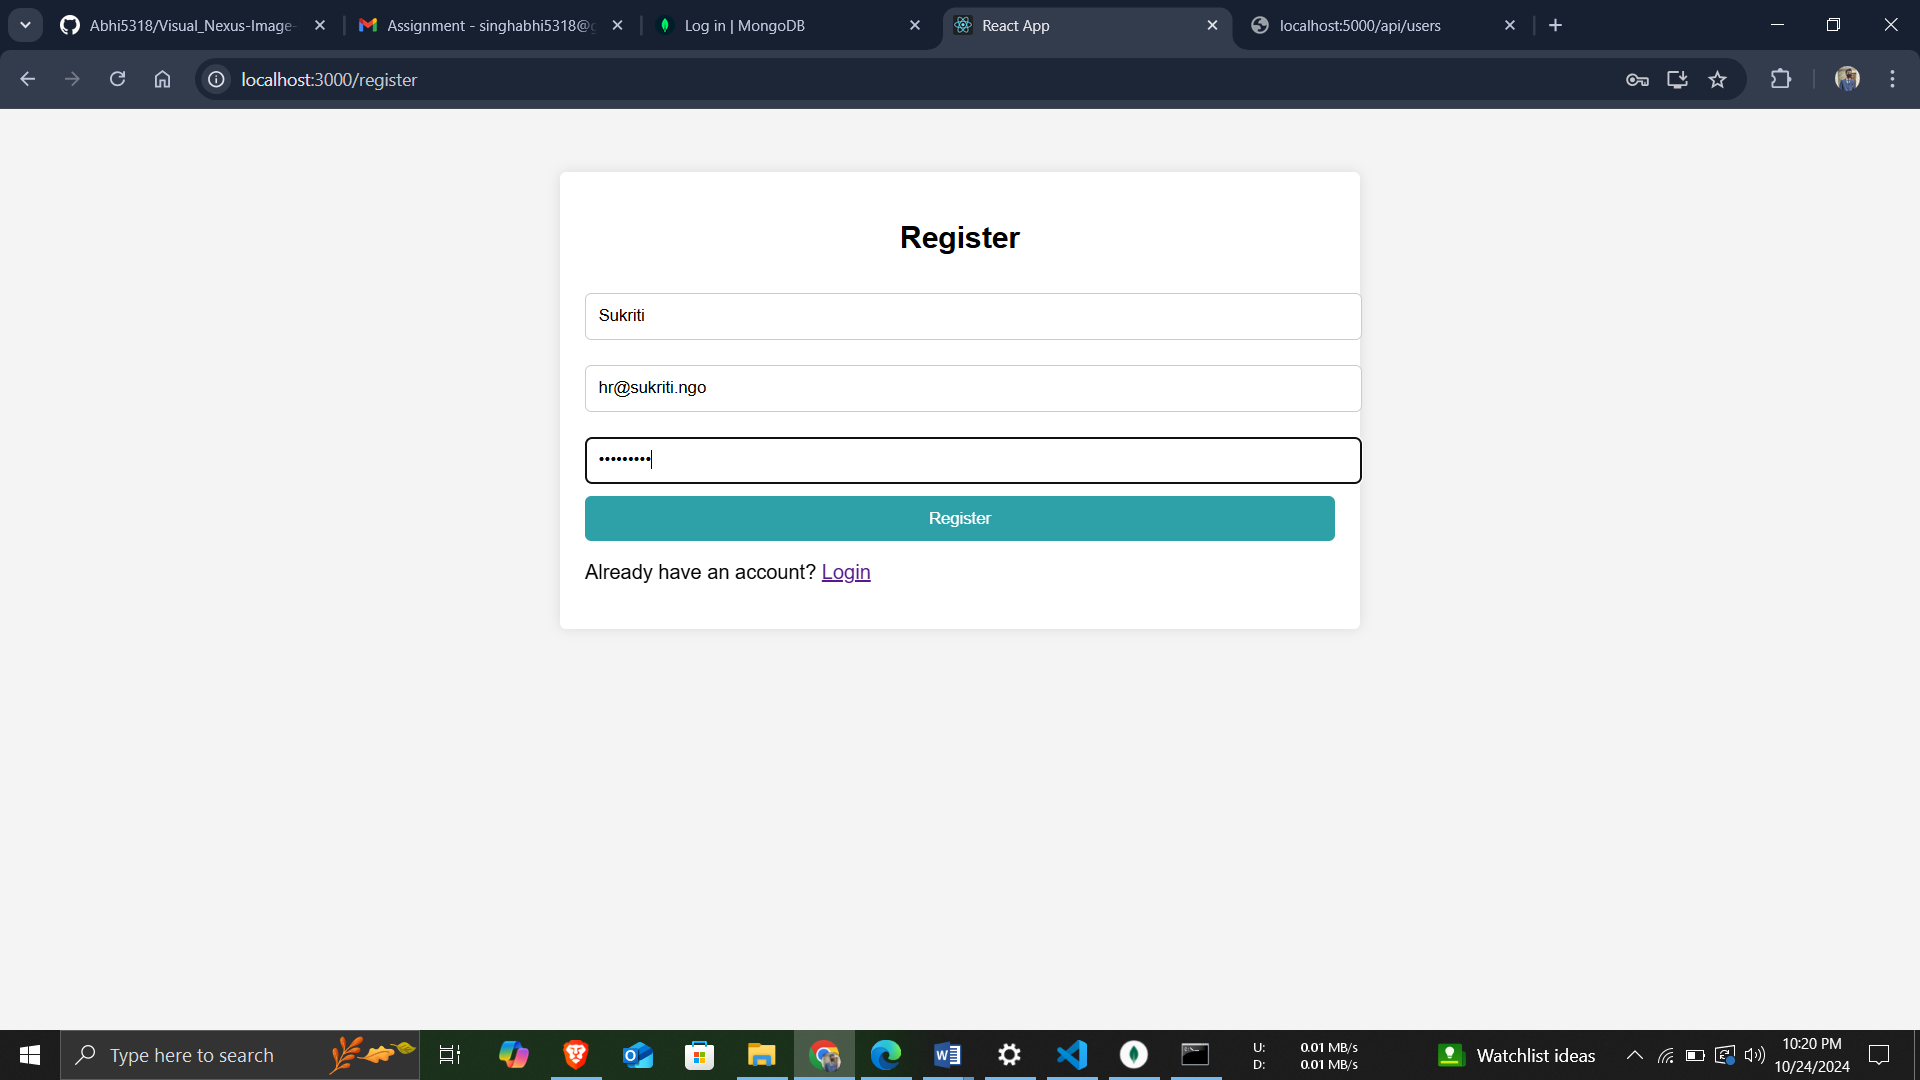 Abhi5318/Visual_Nexus-Image-
Assignment - singhabhi5318@g
Log in | MongoDB
React App
localhost:5000/api/users
localhost:3000/register
Register
Sukriti
hr@sukriti.ngo
•••••••••
Register
Already have an account? Login
Type here to search
U: 0.01 MB/s
D: 0.01 MB/s
Watchlist ideas
10:20 PM
10/24/2024